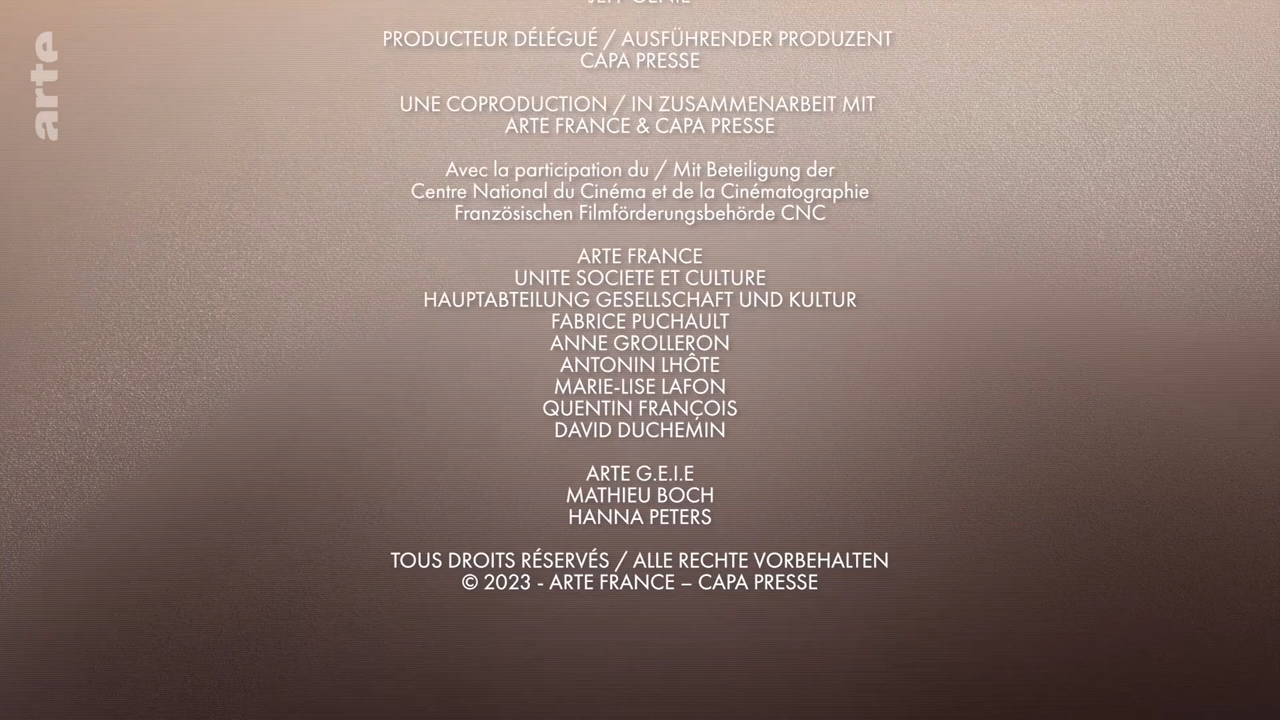 arte
PRODUCTEUR DÉLÉGUÉ / AUSFÜHRENDER PRODUZENT
CAPA PRESSE
UNE COPRODUCTION / IN ZUSAMMENARBEIT MIT
ARTE FRANCE & CAPA PRESSE
Avec la participation du / Mit Beteiligung der
Centre National du Cinéma et de la Cinématographie
Französischen Filmförderungsbehörde CNC
ARTE FRANCE
UNITE SOCIETE ET CULTURE
HAUPTABTEILUNG GESELLSCHAFT UND KULTUR
FABRICE PUCHAULT
ANNE GROLLERON
ANTONIN LHÔTE
MARIE-LISE LAFON
QUENTIN FRANÇOIS
DAVID DUCHEMIN
ARTE G.E.I.E
MATHIEU BOCH
HANNA PETERS
TOUS DROITS RÉSERVÉS / ALLE RECHTE VORBEHALTEN
© 2023 - ARTE FRANCE – CAPA PRESSE